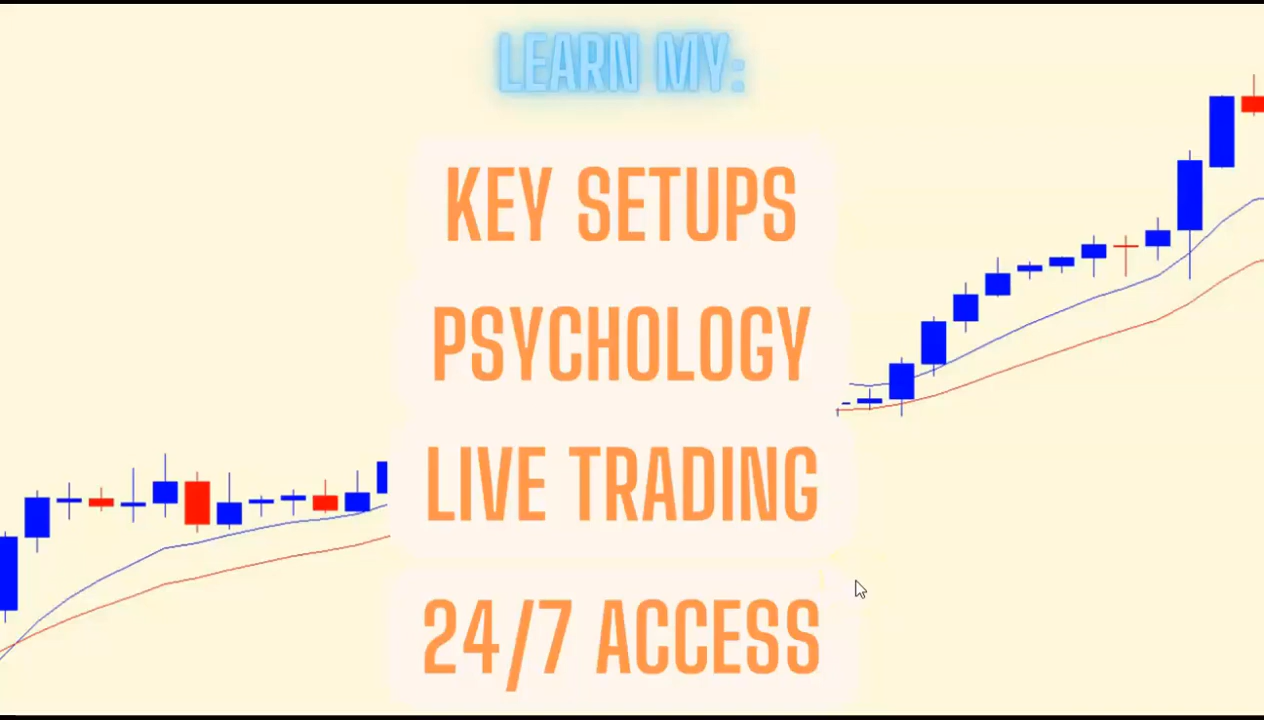 LEARN MY:
KEY SETUPS
PSYCHOLOGY
LIVE TRADING
24/7 ACCESS